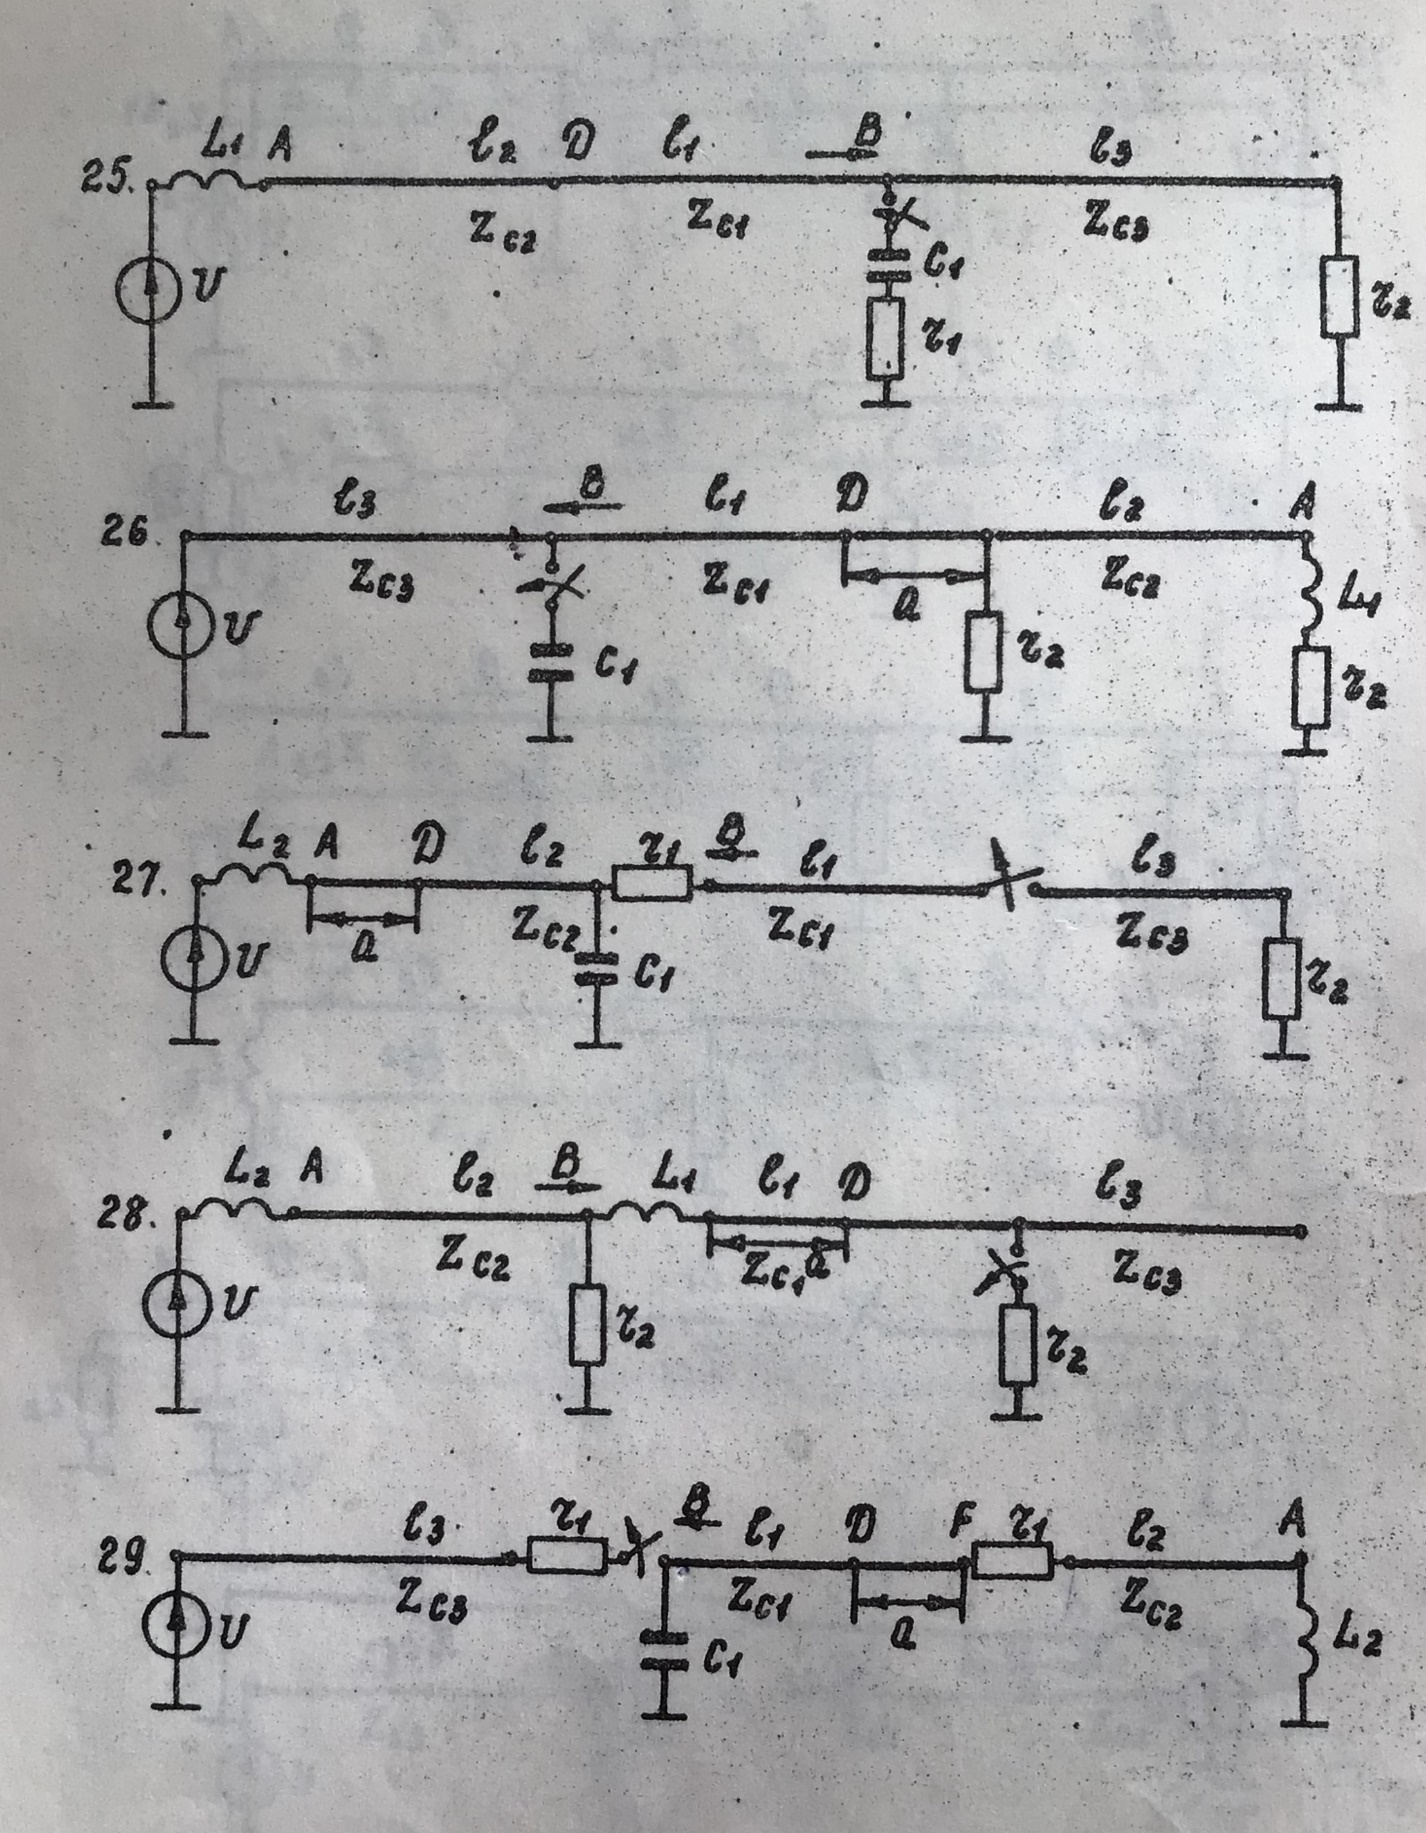 L1 A l2 D l1 B l3
25. Zc2 Zc1 Zc3
U C1 r2
r1
l3 B l1 D l2 A
26. Zc3 Zc1 a Zc2 L1
U C1 r2 r2
L2 A D l2 r1 B l1 l3
27. a Zc2 Zc1 Zc3
U C1 r2
L2 A l2 B L1 l1 D l3
28. Zc2 Zc1 a Zc3
U r2 r2
l3 r1 B l1 D F r1 l2 A
29. Zc3 Zc1 a Zc2
U C1 L2